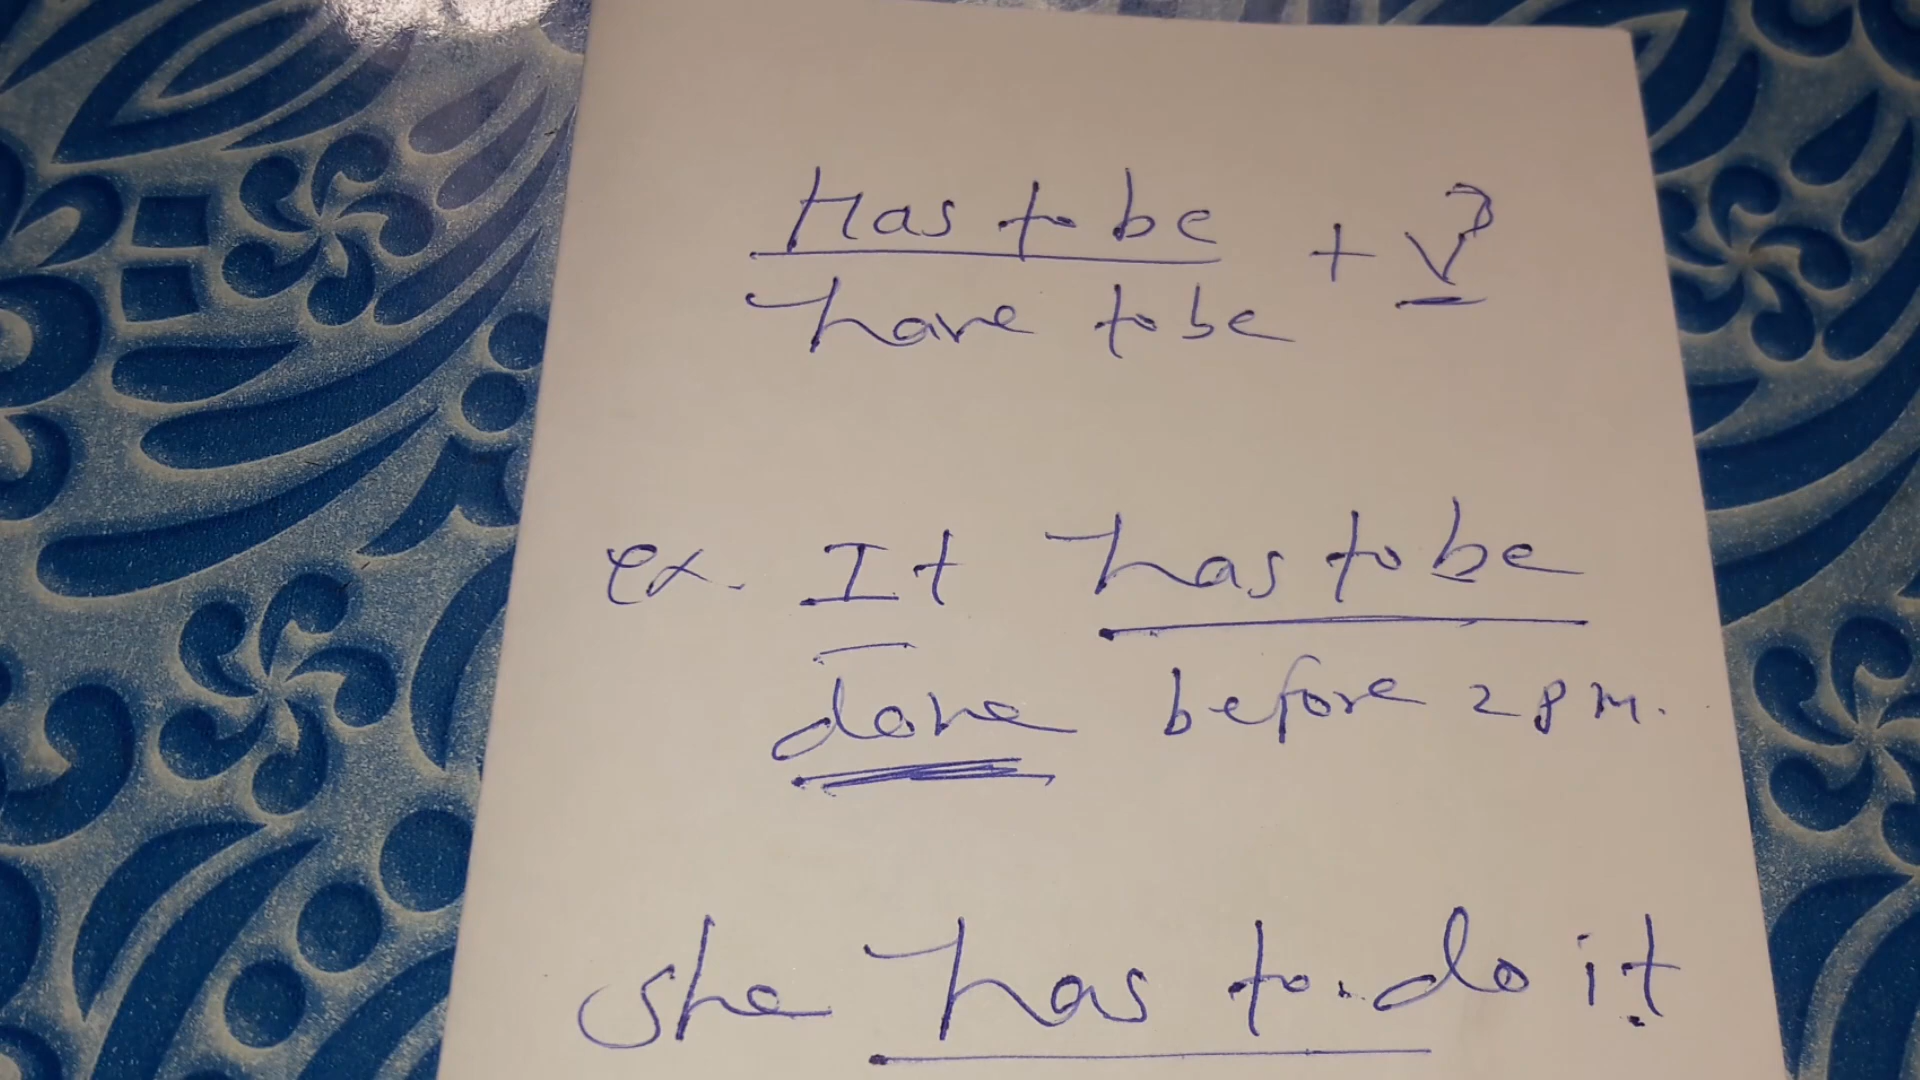 Has to be
have to be + V3
ex. It has to be
done before 2 pm.
she has to do it